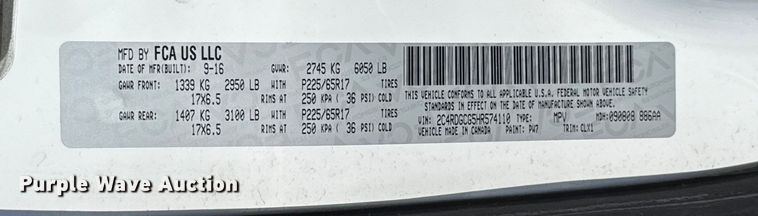 MFD BY FCA US LLC
DATE OF MFR(BUILT): 9-16 GVWR: 2745 KG 6050 LB
GAWR FRONT: 1339 KG 2950 LB WITH P225/65R17 TIRES
17X6.5 RIMS AT 250 KPA ( 36 PSI) COLD
GAWR REAR: 1407 KG 3100 LB WITH P225/65R17 TIRES
17X6.5 RIMS AT 250 KPA ( 36 PSI) COLD
THIS VEHICLE CONFORMS TO ALL APPLICABLE U.S.A. FEDERAL MOTOR VEHICLE SAFETY
STANDARDS IN EFFECT ON THE DATE OF MANUFACTURE SHOWN ABOVE.
VIN: 2C4RDGCG5HR574110 TYPE: MPV MDH: 090808 886AA
VEHICLE MADE IN CANADA PAINT: PW7 TRIM: CLX1
Purple Wave Auction